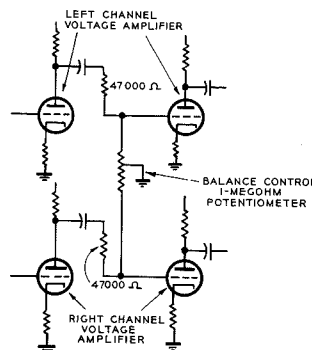 LEFT CHANNEL
VOLTAGE AMPLIFIER
47000 Ω
BALANCE CONTROL
1-MEGOHM
POTENTIOMETER
47000 Ω
RIGHT CHANNEL
VOLTAGE
AMPLIFIER